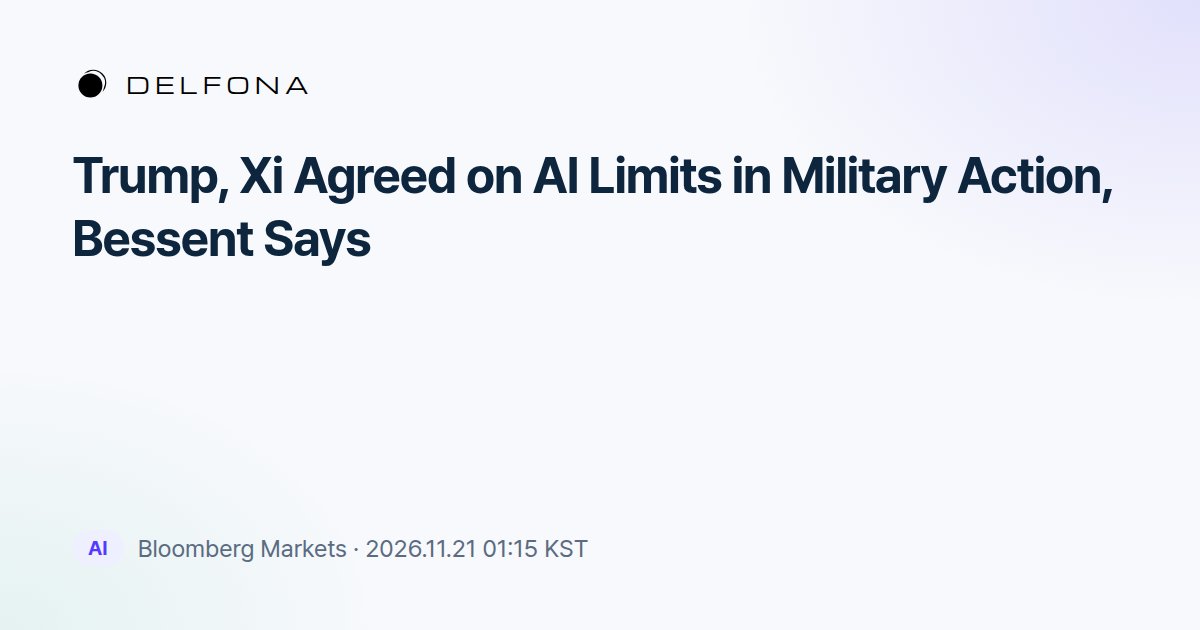 DELFONA
Trump, Xi Agreed on AI Limits in Military Action,
Bessent Says
AI Bloomberg Markets · 2026.11.21 01:15 KST